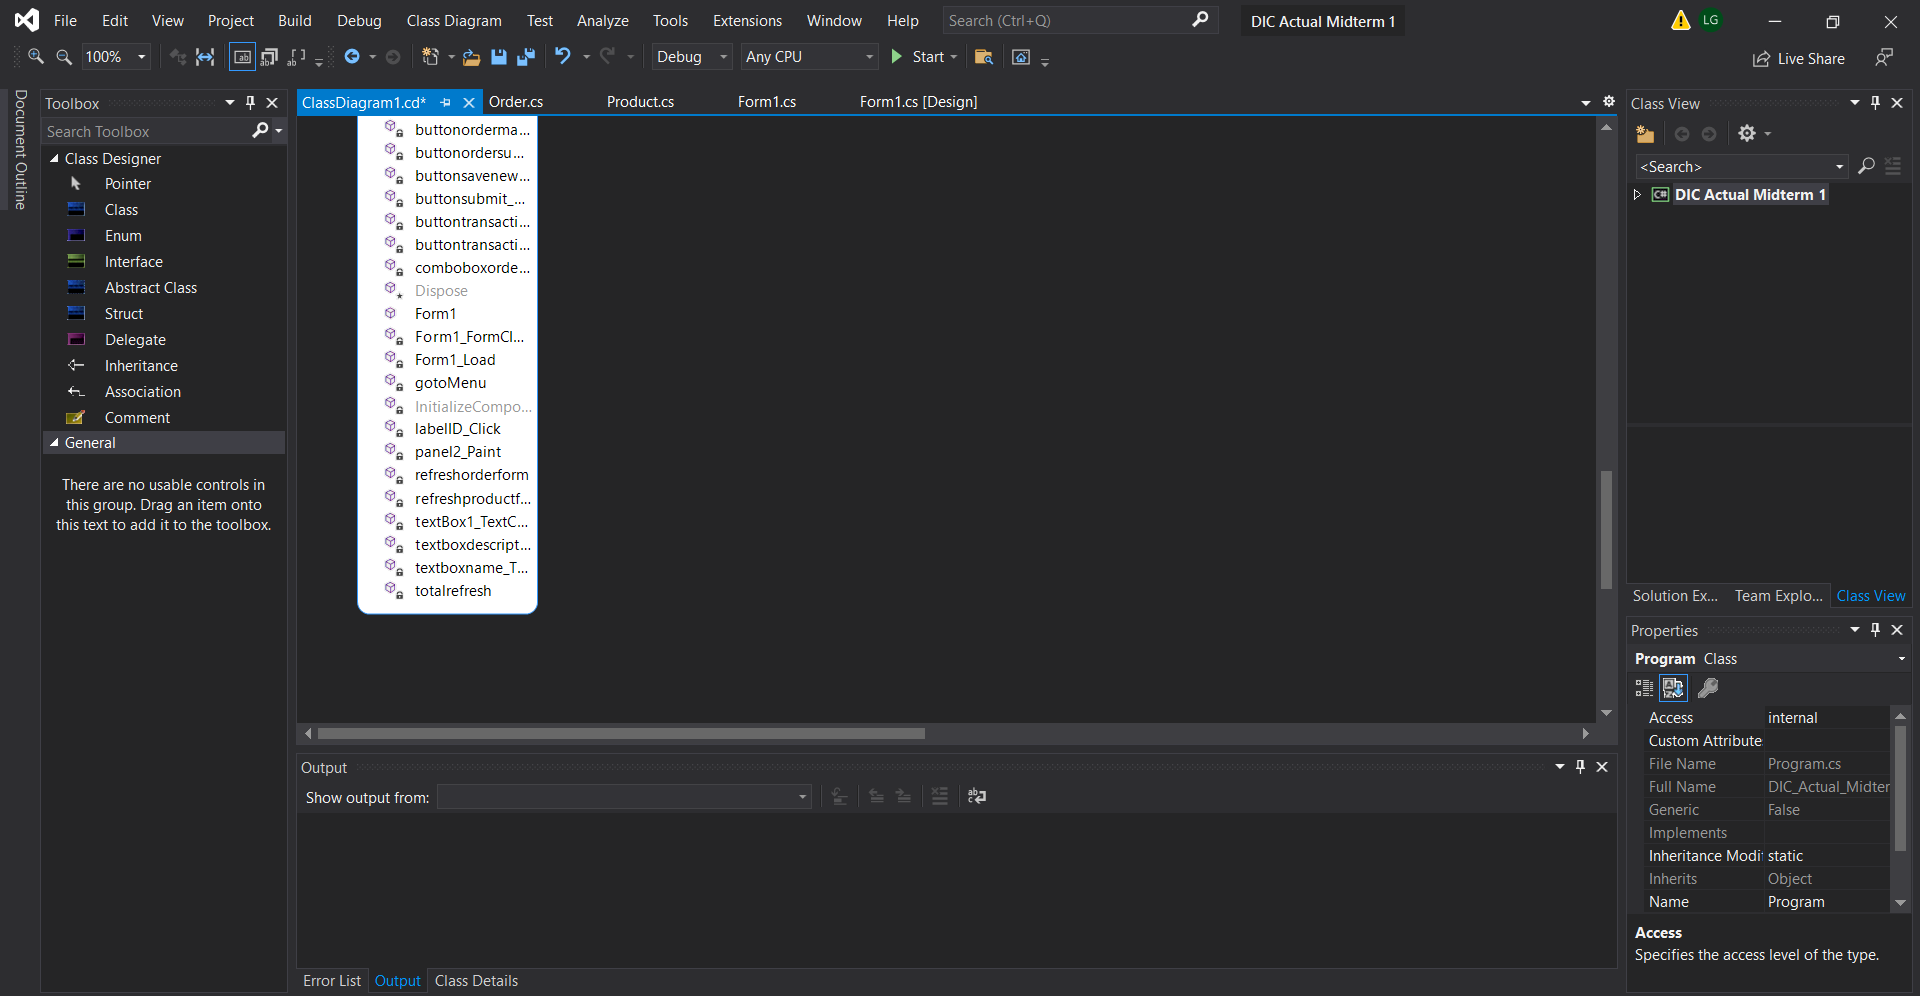 File Edit View Project Build Debug Class Diagram Test Analyze Tools Extensions Window Help Search (Ctrl+Q) DIC Actual Midterm 1 LG
100% Debug Any CPU Start Live Share
Document Outline
Toolbox
Search Toolbox
Class Designer
Pointer
Class
Enum
Interface
Abstract Class
Struct
Delegate
Inheritance
Association
Comment
General
There are no usable controls in
this group. Drag an item onto
this text to add it to the toolbox.
ClassDiagram1.cd* Order.cs Product.cs Form1.cs Form1.cs [Design]
buttonorderma...
buttonordersu...
buttonsavenew...
buttonsubmit_...
buttontransacti...
buttontransacti...
comboboxorde...
Dispose
Form1
Form1_FormCl...
Form1_Load
gotoMenu
InitializeCompo...
labelID_Click
panel2_Paint
refreshorderform
refreshproductf...
textBox1_TextC...
textboxdescript...
textboxname_T...
totalrefresh
Output
Show output from:
Error List Output Class Details
Class View
<Search>
DIC Actual Midterm 1
Solution Ex... Team Explo... Class View
Properties
Program Class
Access internal
Custom Attribute
File Name Program.cs
Full Name DIC_Actual_Midter
Generic False
Implements
Inheritance Modi static
Inherits Object
Name Program
Access
Specifies the access level of the type.